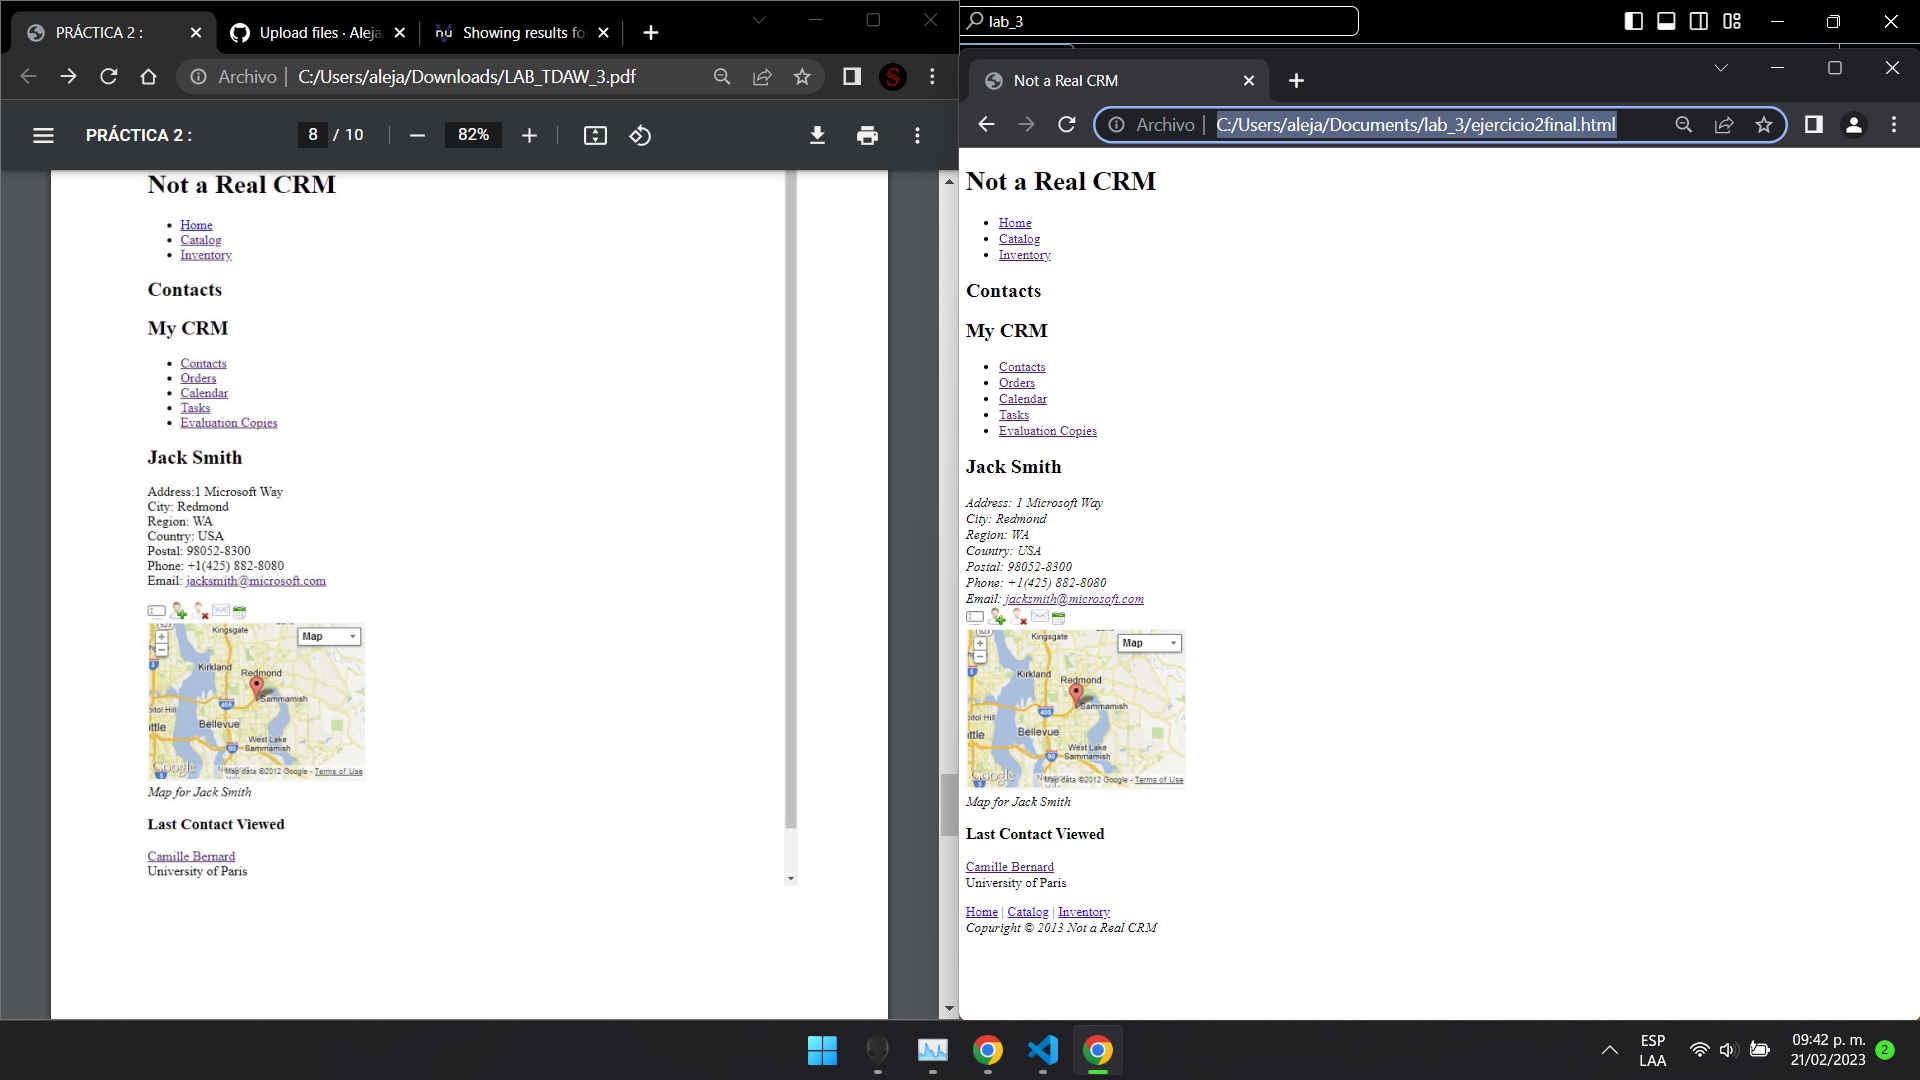 PRÁCTICA 2 :
Upload files · Aleja
Showing results fo
Archivo
C:/Users/aleja/Downloads/LAB_TDAW_3.pdf
PRÁCTICA 2 :
8 / 10
82%
Not a Real CRM
Home
Catalog
Inventory
Contacts
My CRM
Contacts
Orders
Calendar
Tasks
Evaluation Copies
Jack Smith
Address:1 Microsoft Way
City: Redmond
Region: WA
Country: USA
Postal: 98052-8300
Phone: +1(425) 882-8080
Email: jacksmith@microsoft.com
Kingsgate
Map
Kirkland
Redmond
Sammamish
405
Bellevue
West Lake
Sammamish
90
Google
Map data ©2012 Google - Terms of Use
Map for Jack Smith
Last Contact Viewed
Camille Bernard
University of Paris
lab_3
Not a Real CRM
Archivo
C:/Users/aleja/Documents/lab_3/ejercicio2final.html
Not a Real CRM
Home
Catalog
Inventory
Contacts
My CRM
Contacts
Orders
Calendar
Tasks
Evaluation Copies
Jack Smith
Address: 1 Microsoft Way
City: Redmond
Region: WA
Country: USA
Postal: 98052-8300
Phone: +1(425) 882-8080
Email: jacksmith@microsoft.com
Kingsgate
Map
Kirkland
Redmond
Sammamish
405
Bellevue
West Lake
Sammamish
90
Google
Map data ©2012 Google - Terms of Use
Map for Jack Smith
Last Contact Viewed
Camille Bernard
University of Paris
Home | Catalog | Inventory
Copuright © 2013 Not a Real CRM
ESP
LAA
09:42 p. m.
21/02/2023
2